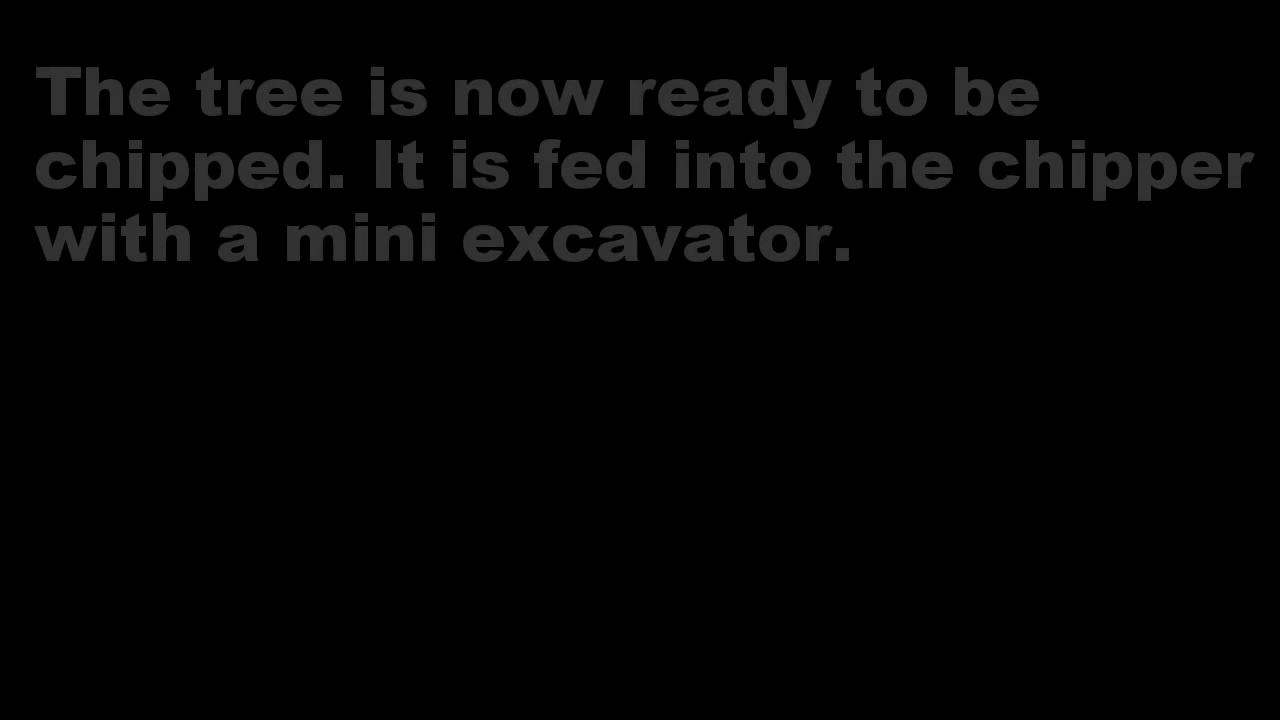 The tree is now ready to be
chipped. It is fed into the chipper
with a mini excavator.